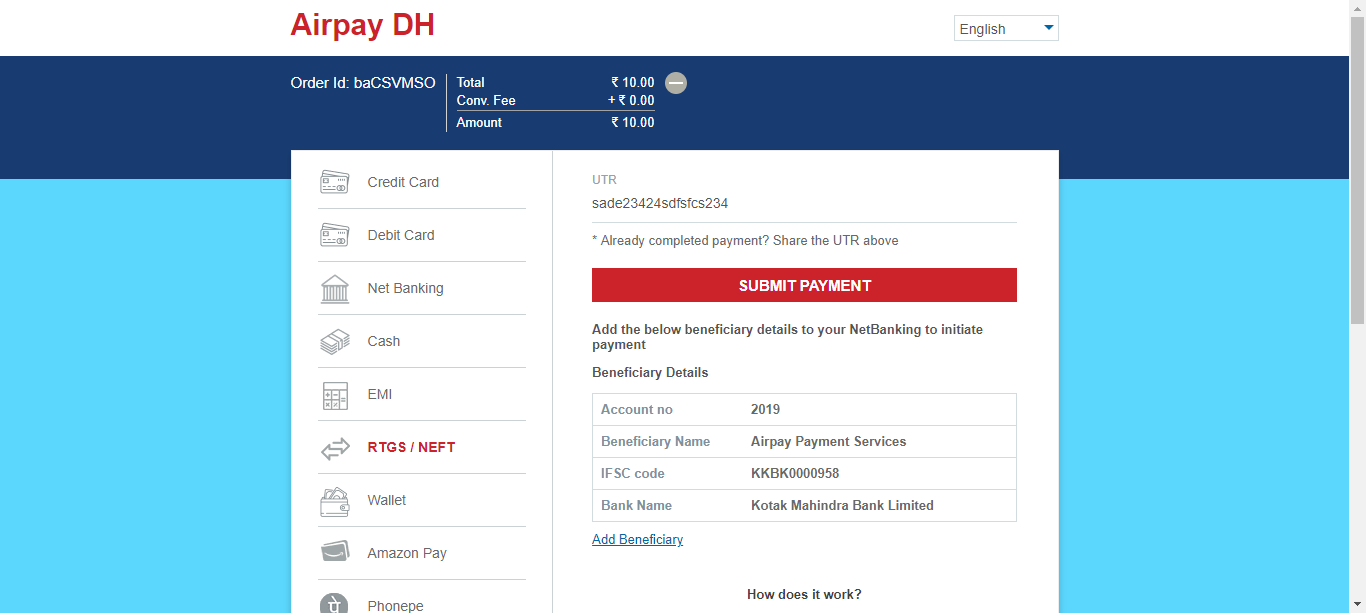 Airpay DH
English
Order Id: baCSVMSO
Total ₹ 10.00
Conv. Fee + ₹ 0.00
Amount ₹ 10.00
Credit Card
Debit Card
Net Banking
Cash
EMI
RTGS / NEFT
Wallet
Amazon Pay
Phonepe
UTR
sade23424sdfsfcs234
* Already completed payment? Share the UTR above
SUBMIT PAYMENT
Add the below beneficiary details to your NetBanking to initiate
payment
Beneficiary Details
Account no 2019
Beneficiary Name Airpay Payment Services
IFSC code KKBK0000958
Bank Name Kotak Mahindra Bank Limited
Add Beneficiary
How does it work?